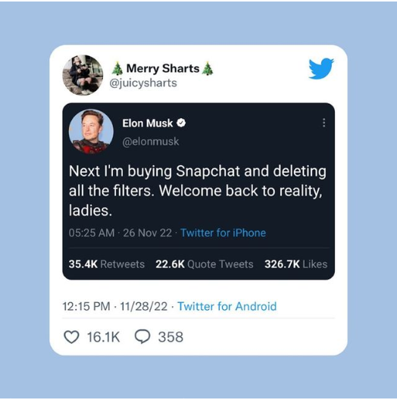 Merry Sharts
@juicysharts
Elon Musk
@elonmusk
Next I'm buying Snapchat and deleting
all the filters. Welcome back to reality,
ladies.
05:25 AM · 26 Nov 22 · Twitter for iPhone
35.4K Retweets 22.6K Quote Tweets 326.7K Likes
12:15 PM · 11/28/22 · Twitter for Android
16.1K 358